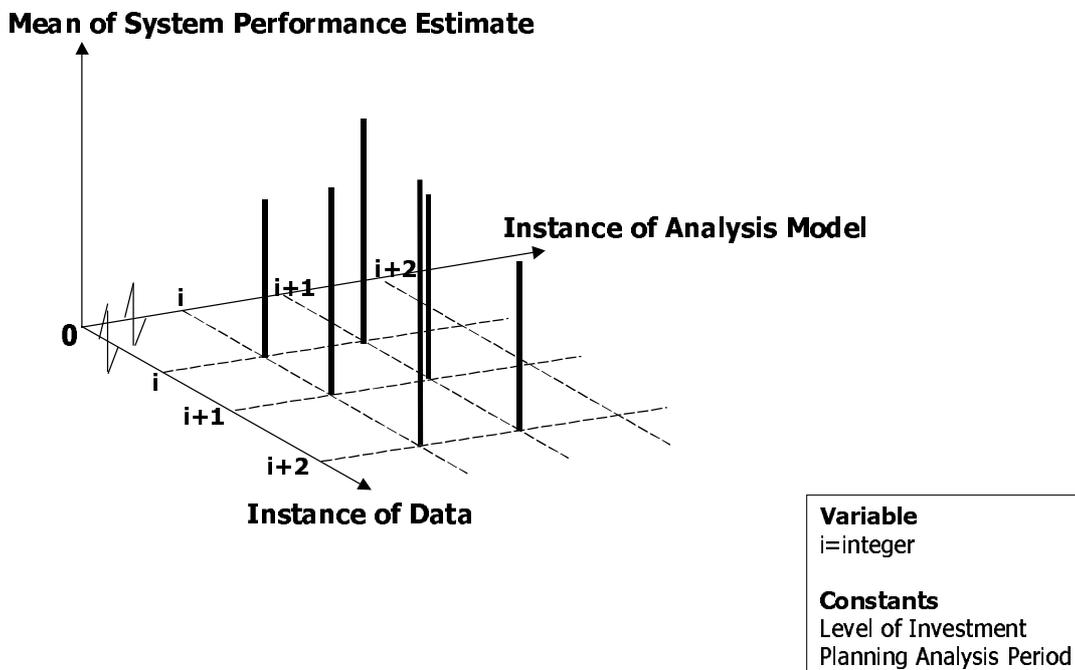 Mean of System Performance Estimate
Instance of Analysis Model
i+2
i+1
i
0
i
i+1
i+2
Instance of Data
Variable
i=integer
Constants
Level of Investment
Planning Analysis Period